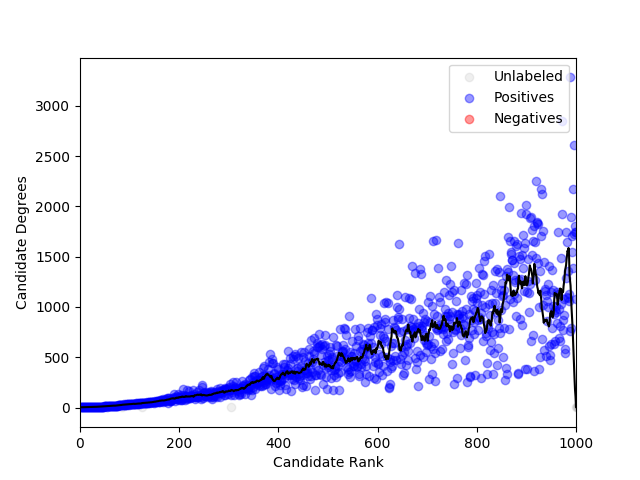 Unlabeled
Positives
Negatives
3000
2500
2000
1500
1000
500
0
Candidate Degrees
0 200 400 600 800 1000
Candidate Rank